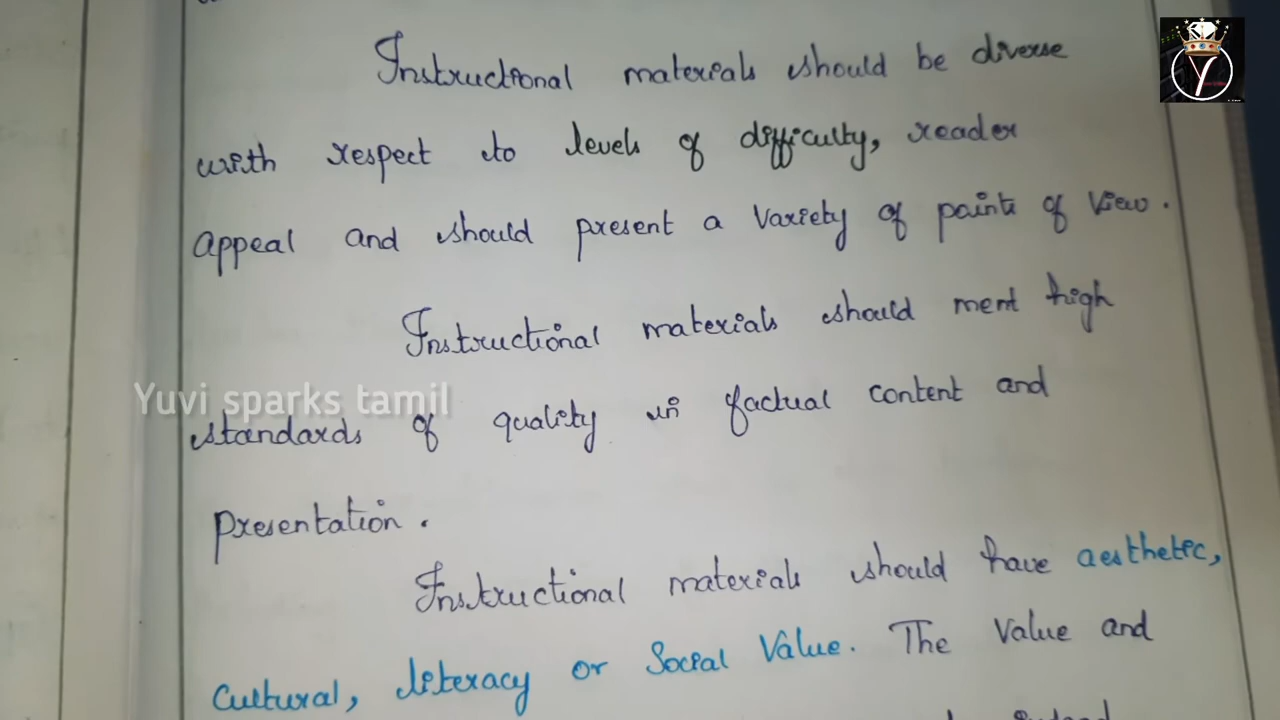 Instructional materials should be diverse
with respect to levels of difficulty, reader
appeal and should present a variety of points of view.
Instructional materials should ment high
Yuvi sparks tamil
standards of quality in factual content and
presentation.
Instructional materials should have aesthetic,
Cultural, literacy or Social Value. The Value and